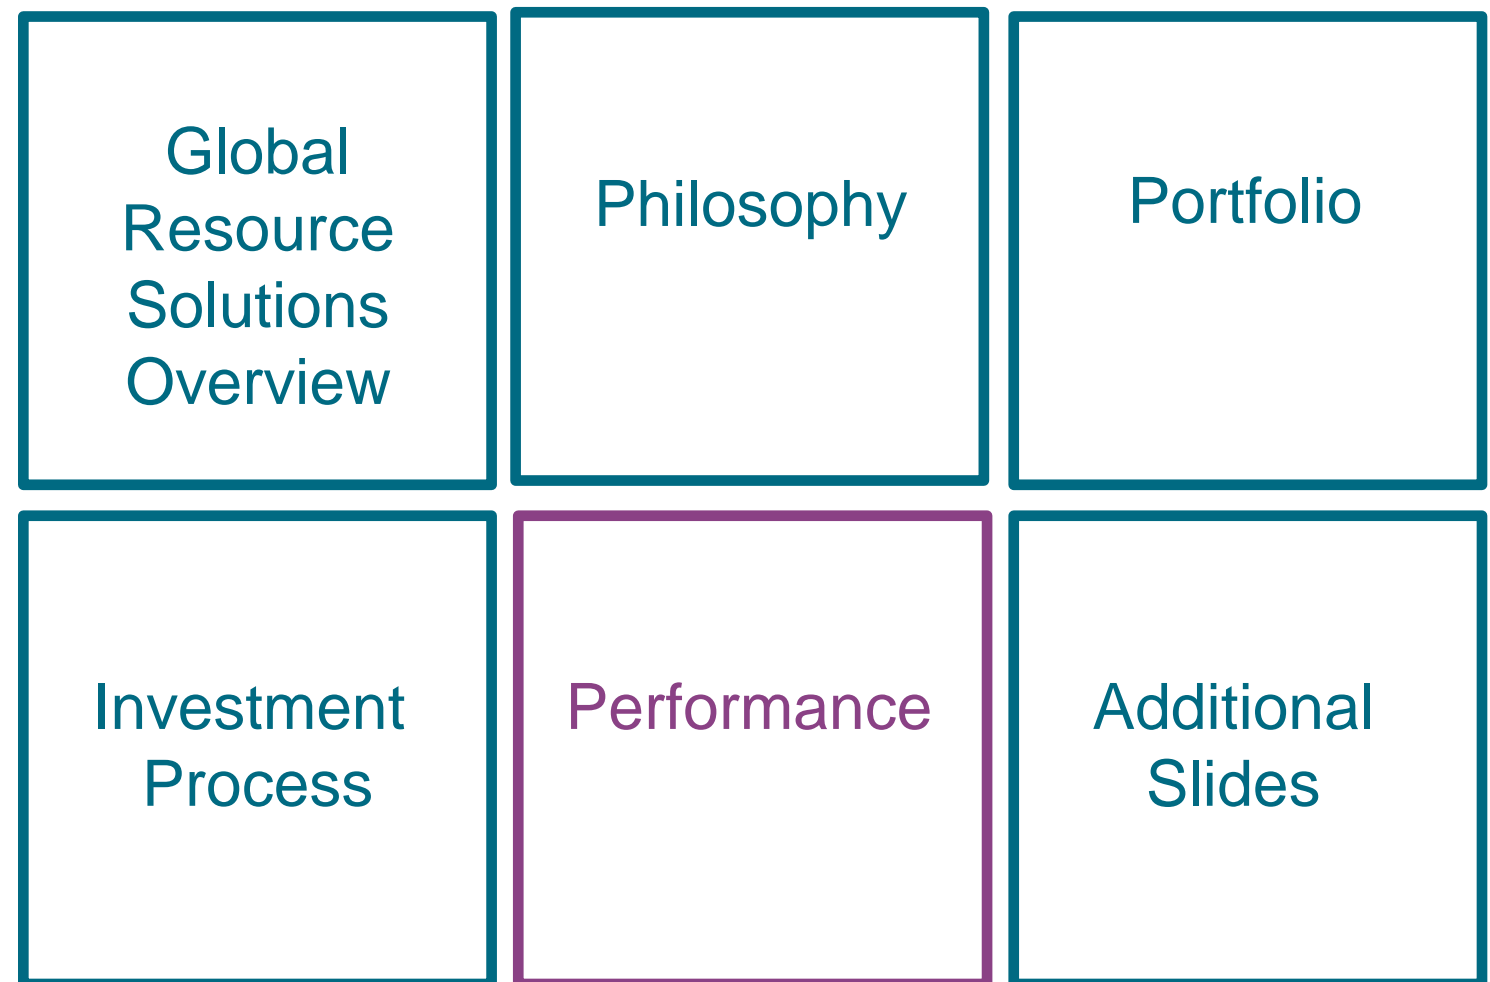 Global
Resource
Solutions
Overview
Philosophy
Portfolio
Investment
Process
Performance
Additional
Slides